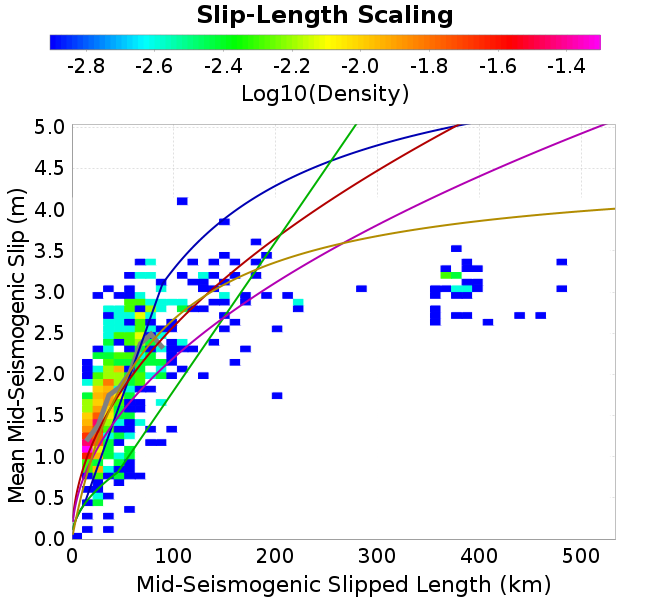 Slip-Length Scaling
-2.8 -2.6 -2.4 -2.2 -2.0 -1.8 -1.6 -1.4
Log10(Density)
Mean Mid-Seismogenic Slip (m)
5.0
4.5
4.0
3.5
3.0
2.5
2.0
1.5
1.0
0.5
0.0
0 100 200 300 400 500
Mid-Seismogenic Slipped Length (km)